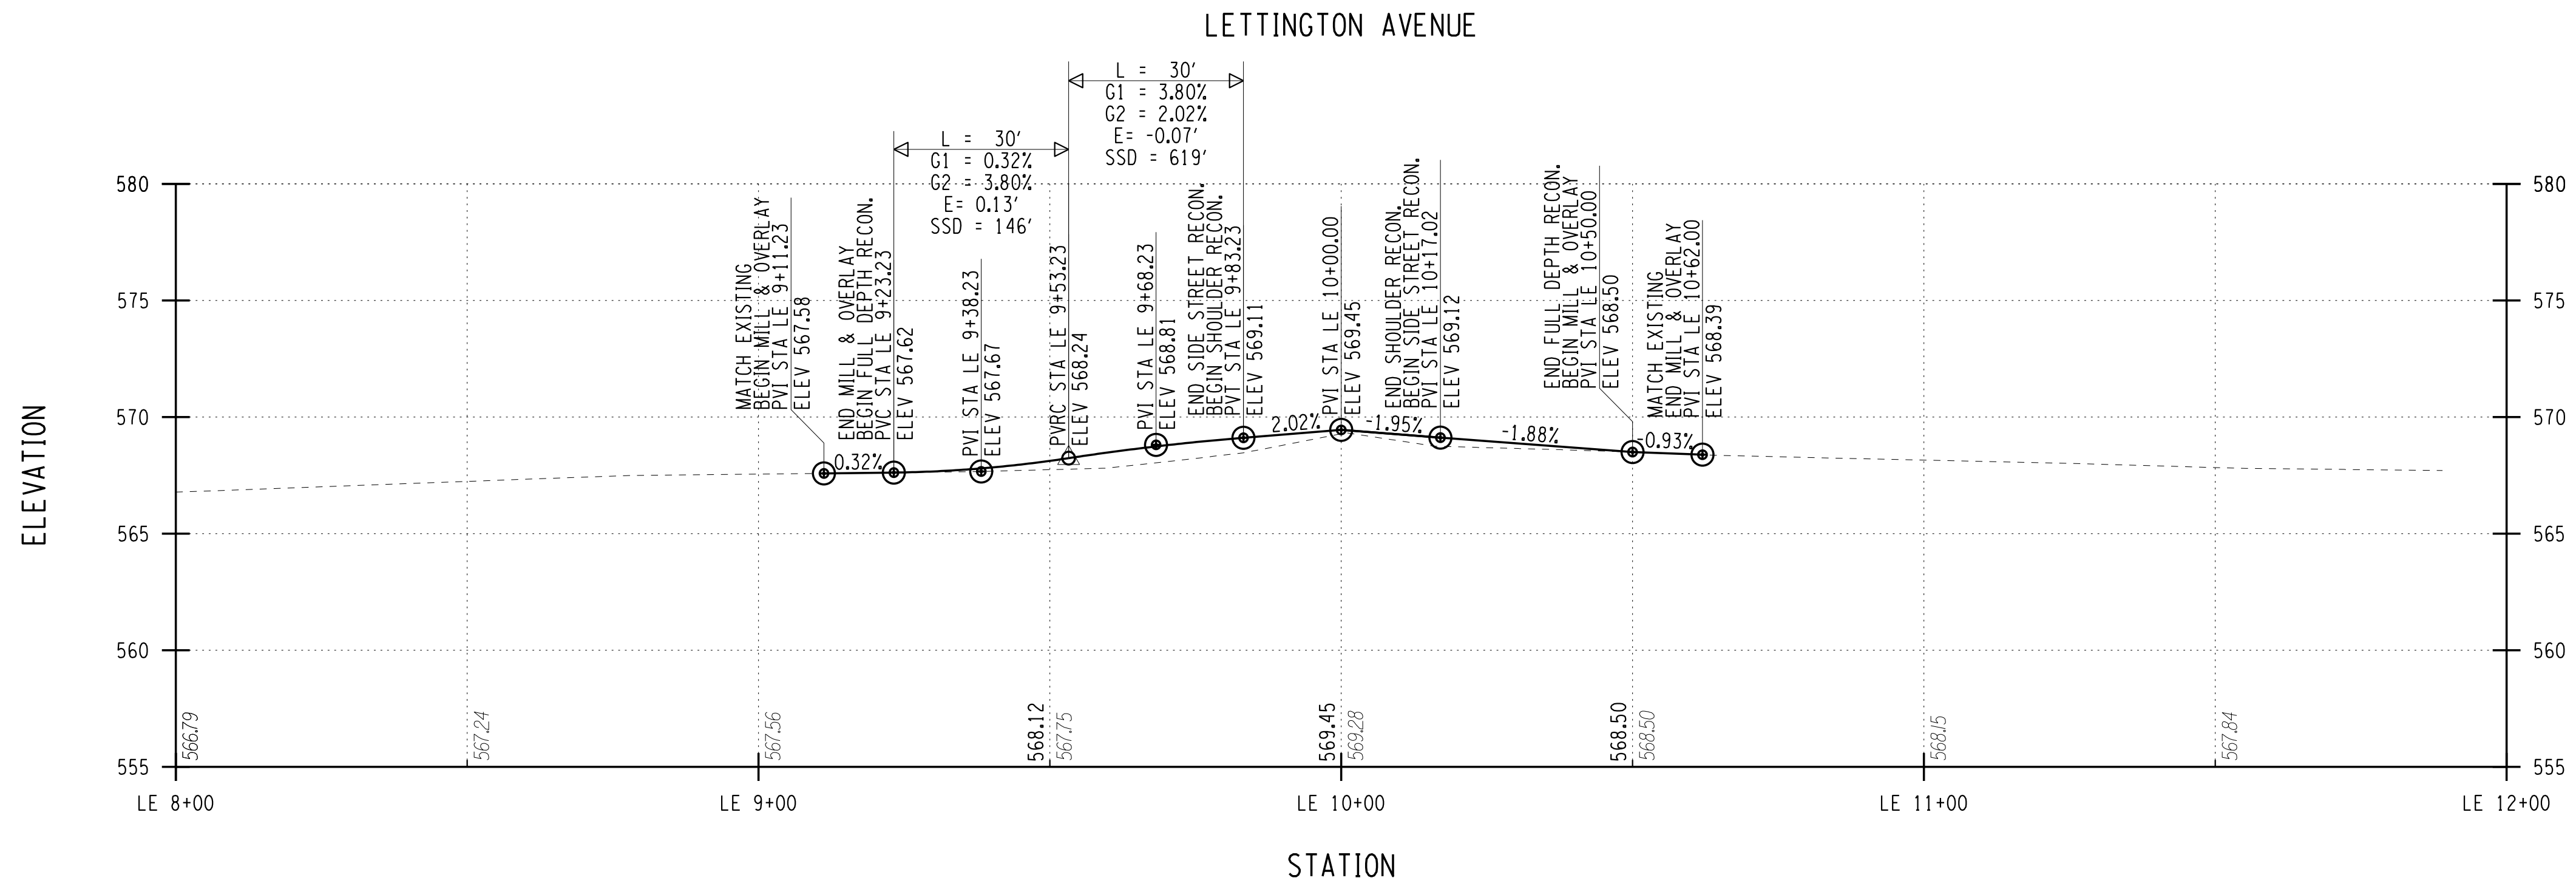 LETTINGTON AVENUE
L = 30'
G1 = 3.80%
G2 = 2.02%
E= -0.07'
SSD = 619'
L = 30'
G1 = 0.32%
G2 = 3.80%
E= 0.13'
SSD = 146'
MATCH EXISTING
BEGIN MILL & OVERLAY
PVI STA LE 9+11.23
ELEV 567.58
END MILL & OVERLAY
BEGIN FULL DEPTH RECON.
PVC STA LE 9+23.23
ELEV 567.62
PVI STA LE 9+38.23
ELEV 567.67
PVRC STA LE 9+53.23
ELEV 568.24
PVI STA LE 9+68.23
ELEV 568.81
END SIDE STREET RECON.
BEGIN SHOULDER RECON.
PVT STA LE 9+83.23
ELEV 569.11
PVI STA LE 10+00.00
ELEV 569.45
END SHOULDER RECON.
BEGIN SIDE STREET RECON.
PVI STA LE 10+17.02
ELEV 569.12
END FULL DEPTH RECON.
BEGIN MILL & OVERLAY
PVI STA LE 10+50.00
ELEV 568.50
MATCH EXISTING
END MILL & OVERLAY
PVI STA LE 10+62.00
ELEV 568.39
0.32%
2.02%
-1.95%
-1.88%
-0.93%
ELEVATION
580
575
570
565
560
555
580
575
570
565
560
555
566.79
567.24
567.56
568.12
567.75
569.45
569.28
568.50
568.50
568.15
567.84
LE 8+00
LE 9+00
LE 10+00
LE 11+00
LE 12+00
STATION